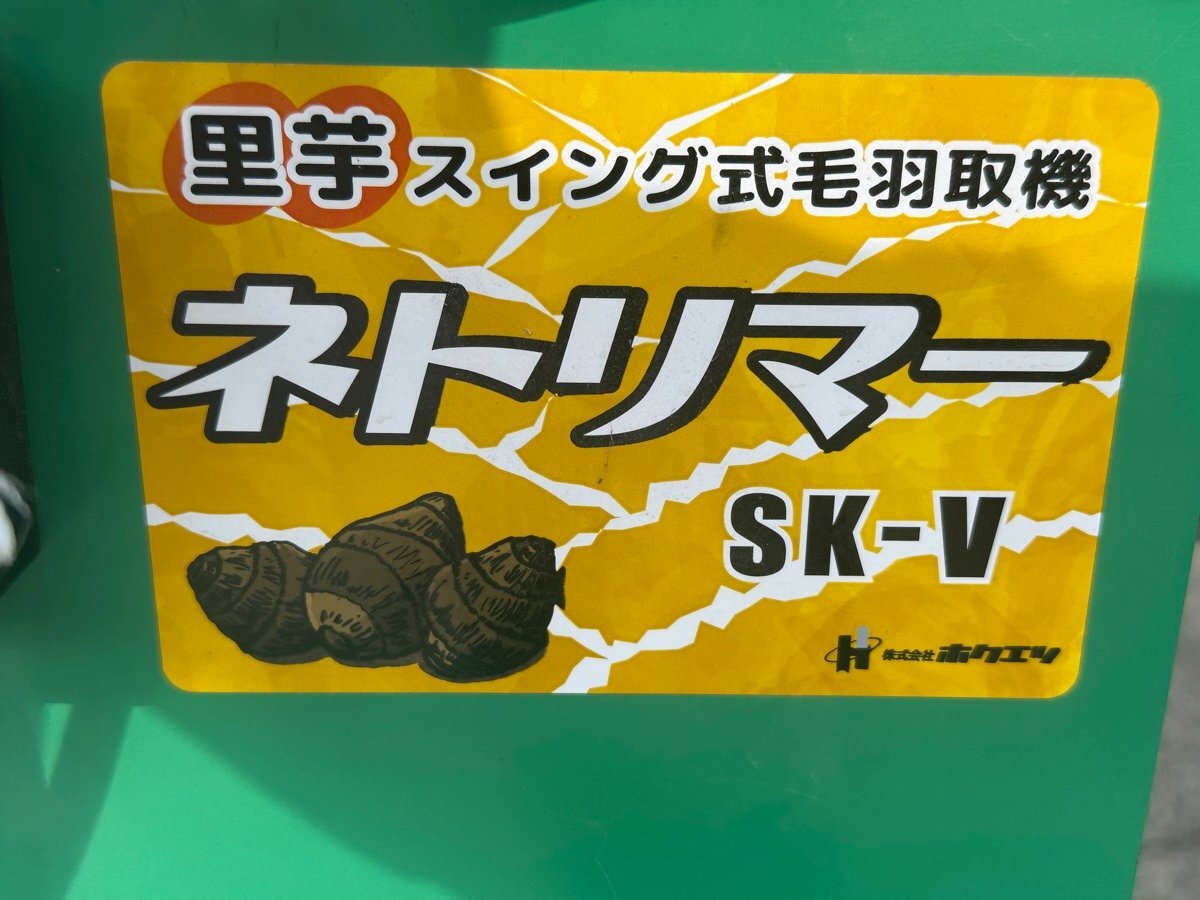 里芋スイング式毛羽取機
ネトリマー
SK-V
株式会社ホクエツ